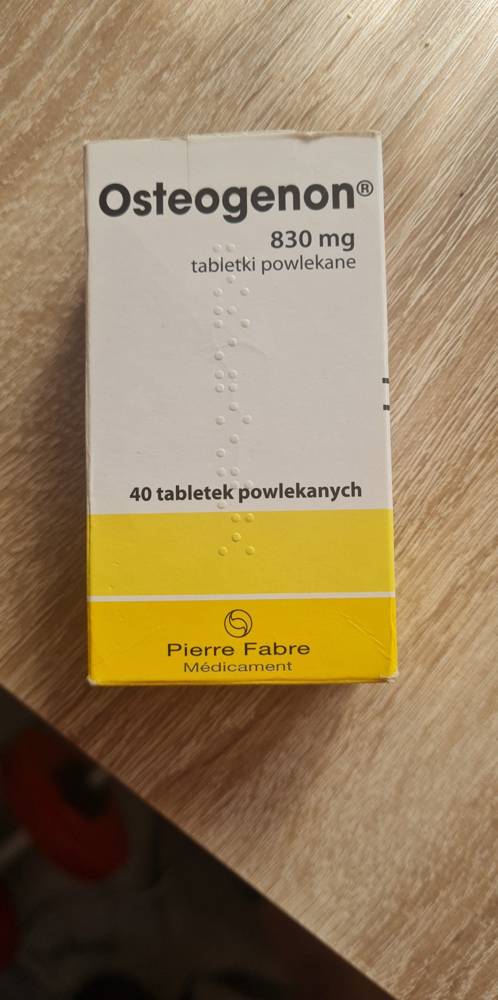 Osteogenon®
830 mg
tabletki powlekane
40 tabletek powlekanych
Pierre Fabre
Médicament